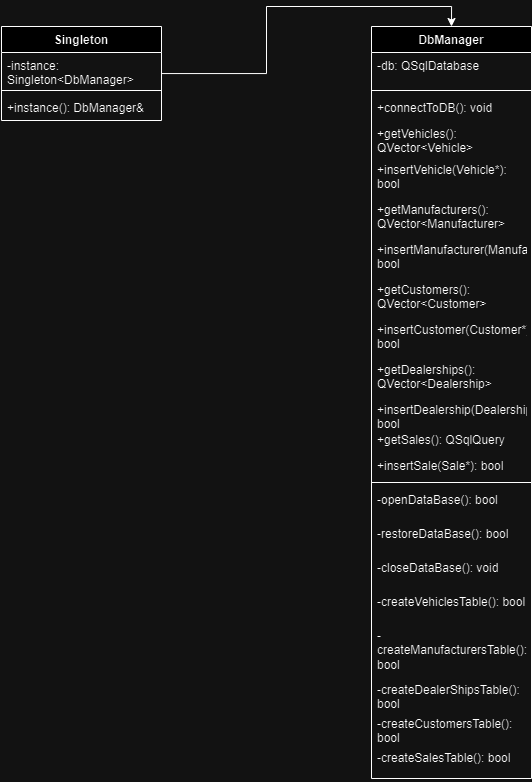 Singleton
-instance:
Singleton<DbManager>
+instance(): DbManager&
DbManager
-db: QSqlDatabase
+connectToDB(): void
+getVehicles():
QVector<Vehicle>
+insertVehicle(Vehicle*):
bool
+getManufacturers():
QVector<Manufacturer>
+insertManufacturer(Manufa
bool
+getCustomers():
QVector<Customer>
+insertCustomer(Customer*
bool
+getDealerships():
QVector<Dealership>
+insertDealership(Dealershi
bool
+getSales(): QSqlQuery
+insertSale(Sale*): bool
-openDataBase(): bool
-restoreDataBase(): bool
-closeDataBase(): void
-createVehiclesTable(): bool
-
createManufacturersTable():
bool
-createDealerShipsTable():
bool
-createCustomersTable():
bool
-createSalesTable(): bool